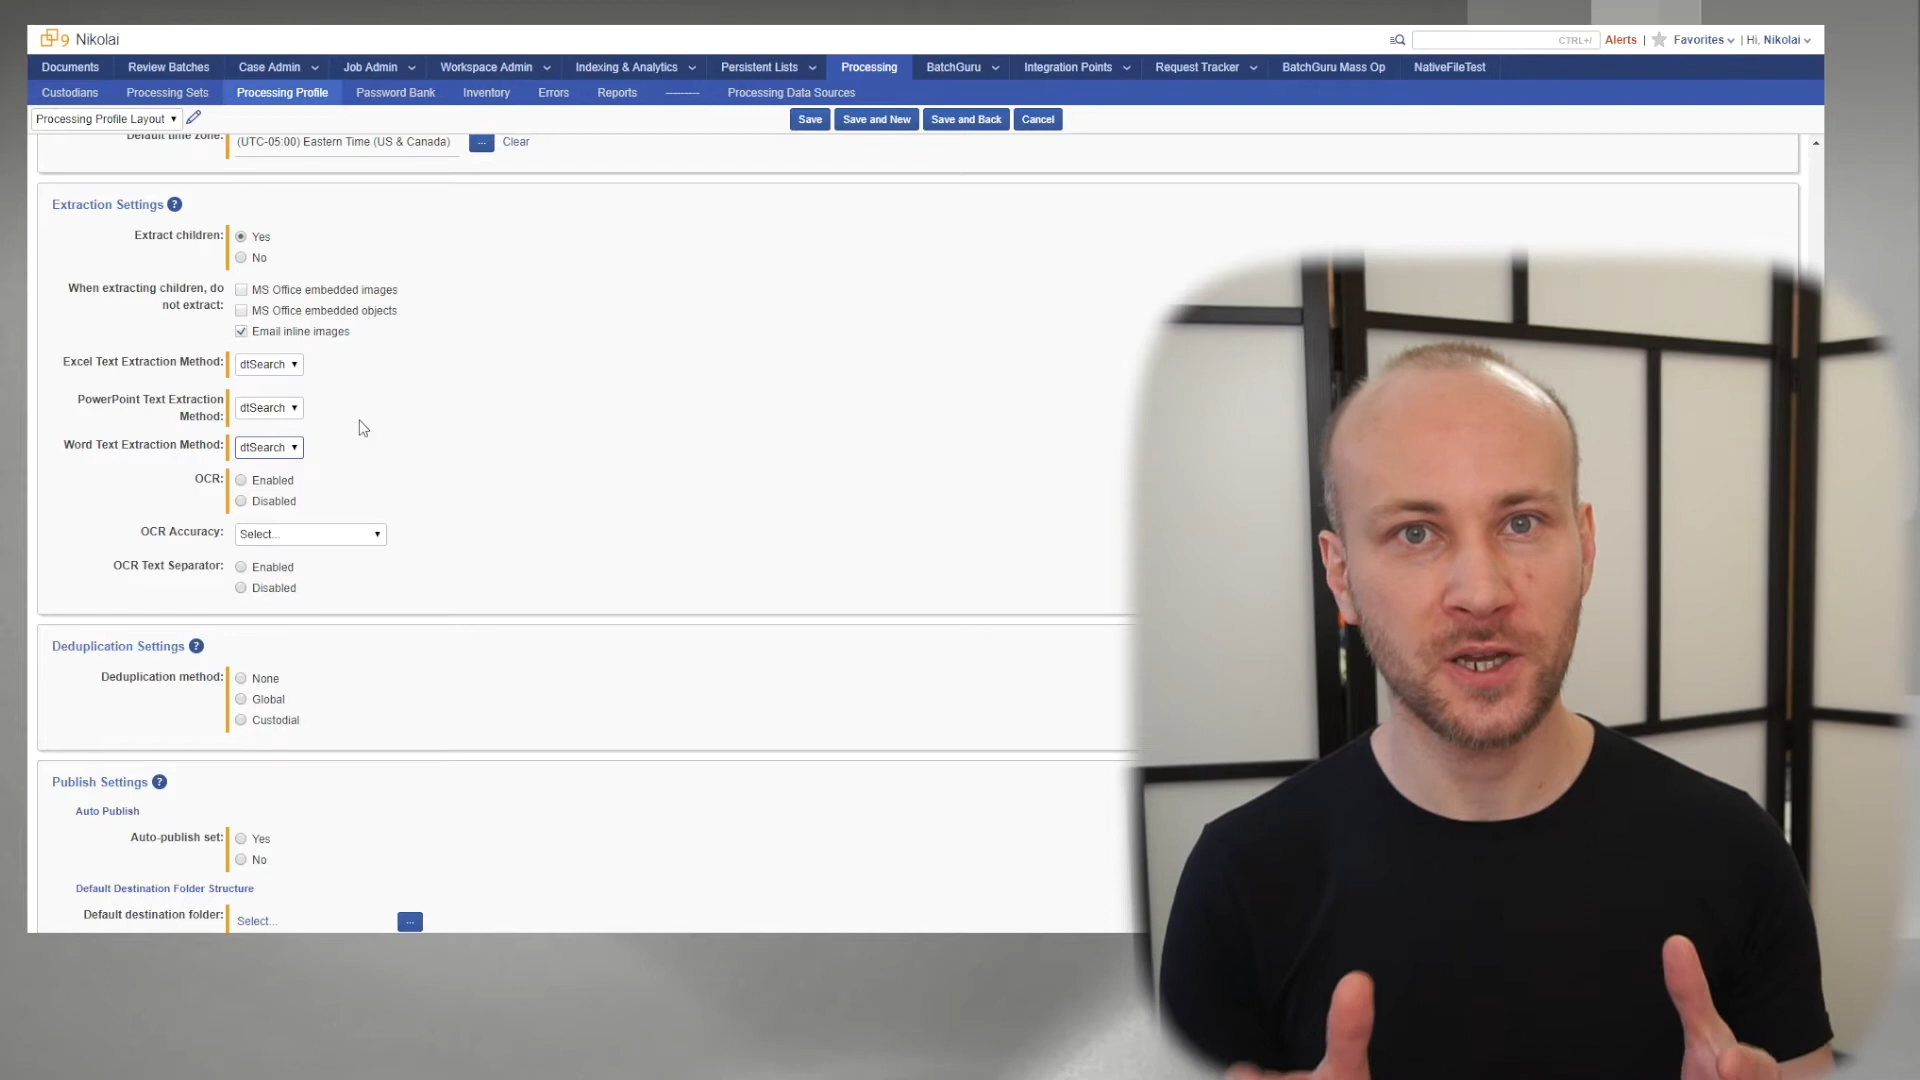 9 Nikolai
CTRL+/ Alerts | Favorites | Hi, Nikolai
Documents Review Batches Case Admin Job Admin Workspace Admin Indexing & Analytics Persistent Lists Processing BatchGuru Integration Points Request Tracker BatchGuru Mass Op NativeFileTest
Custodians Processing Sets Processing Profile Password Bank Inventory Errors Reports ---------- Processing Data Sources
Processing Profile Layout Save Save and New Save and Back Cancel
Default time zone: (UTC-05:00) Eastern Time (US & Canada) ... Clear
Extraction Settings ?
Extract children: Yes
No
When extracting children, do not extract: MS Office embedded images
MS Office embedded objects
Email inline images
Excel Text Extraction Method: dtSearch
PowerPoint Text Extraction Method: dtSearch
Word Text Extraction Method: dtSearch
OCR: Enabled
Disabled
OCR Accuracy: Select...
OCR Text Separator: Enabled
Disabled
Deduplication Settings ?
Deduplication method: None
Global
Custodial
Publish Settings ?
Auto Publish
Auto-publish set: Yes
No
Default Destination Folder Structure
Default destination folder: Select... ...